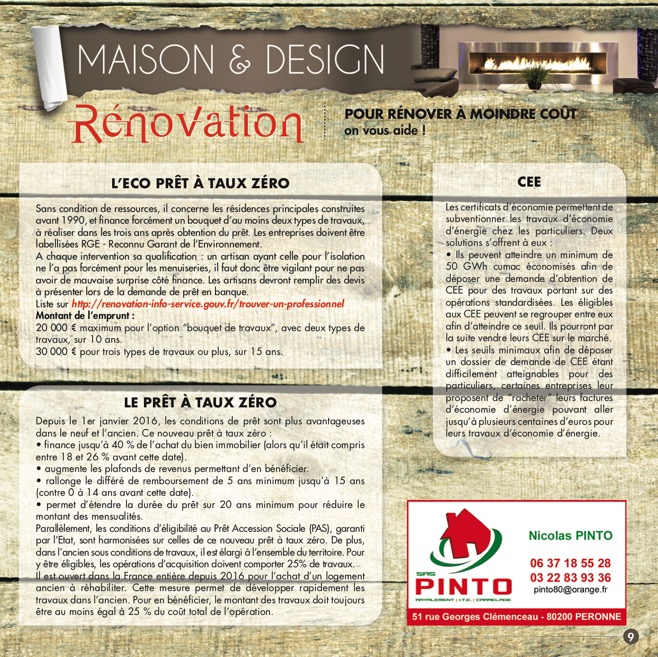 MAISON & DESIGN
Rénovation
POUR RÉNOVER À MOINDRE COÛT
on vous aide !
L'ECO PRÊT À TAUX ZÉRO
Sans condition de ressources, il concerne les résidences principales construites
avant 1990, et finance forcément un bouquet d'au moins deux types de travaux,
à réaliser dans les trois ans après obtention du prêt. Les entreprises doivent être
labellisées RGE - Reconnu Garant de l'Environnement.
A chaque intervention sa qualification : un artisan ayant celle pour l'isolation
ne l'a pas forcément pour les menuiseries, il faut donc être vigilant pour ne pas
avoir de mauvaise surprise côté finance. Les artisans devront remplir des devis
à présenter lors de la demande de prêt en banque.
Liste sur http://renovation-info-service.gouv.fr/trouver-un-professionnel
Montant de l'emprunt :
20 000 € maximum pour l'option "bouquet de travaux", avec deux types de
travaux, sur 10 ans.
30 000 € pour trois types de travaux ou plus, sur 15 ans.
LE PRÊT À TAUX ZÉRO
Depuis le 1er janvier 2016, les conditions de prêt sont plus avantageuses
dans le neuf et l'ancien. Ce nouveau prêt à taux zéro :
• finance jusqu'à 40 % de l'achat du bien immobilier (alors qu'il était compris
entre 18 et 26 % avant cette date).
• augmente les plafonds de revenus permettant d'en bénéficier.
• rallonge le différé de remboursement de 5 ans minimum jusqu'à 15 ans
(contre 0 à 14 ans avant cette date).
• permet d'étendre la durée du prêt sur 20 ans minimum pour réduire le
montant des mensualités.
Parallèlement, les conditions d'éligibilité au Prêt Accession Sociale (PAS), garanti
par l'Etat, sont harmonisées sur celles de ce nouveau prêt à taux zéro. De plus,
dans l'ancien sous conditions de travaux, il est élargi à l'ensemble du territoire. Pour
y être éligibles, les opérations d'acquisition doivent comporter 25% de travaux.
Il est ouvert dans la France entière depuis 2016 pour l'achat d'un logement
ancien à réhabiliter. Cette mesure permet de développer rapidement les
travaux dans l'ancien. Pour en bénéficier, le montant des travaux doit toujours
être au moins égal à 25 % du coût total de l'opération.
CEE
Les certificats d'économie permettent de
subventionner les travaux d'économie
d'énergie chez les particuliers. Deux
solutions s'offrent à eux :
• Ils peuvent atteindre un minimum de
50 GWh cumac économisés afin de
déposer une demande d'obtention de
CEE pour des travaux portant sur des
opérations standardisées. Les éligibles
aux CEE peuvent se regrouper entre eux
afin d'atteindre ce seuil. Ils pourront par
la suite vendre leurs CEE sur le marché.
• Les seuils minimaux afin de déposer
un dossier de demande de CEE étant
difficilement atteignables pour des
particuliers, certaines entreprises leur
proposent de "racheter" leurs factures
d'économie d'énergie pouvant aller
jusqu'à plusieurs centaines d'euros pour
leurs travaux d'économie d'énergie.
SAS
PINTO
RAVALEMENT | I.T.E. | CARRELAGE
Nicolas PINTO
06 37 18 55 28
03 22 83 93 36
pinto80@orange.fr
51 rue Georges Clémenceau - 80200 PERONNE
9